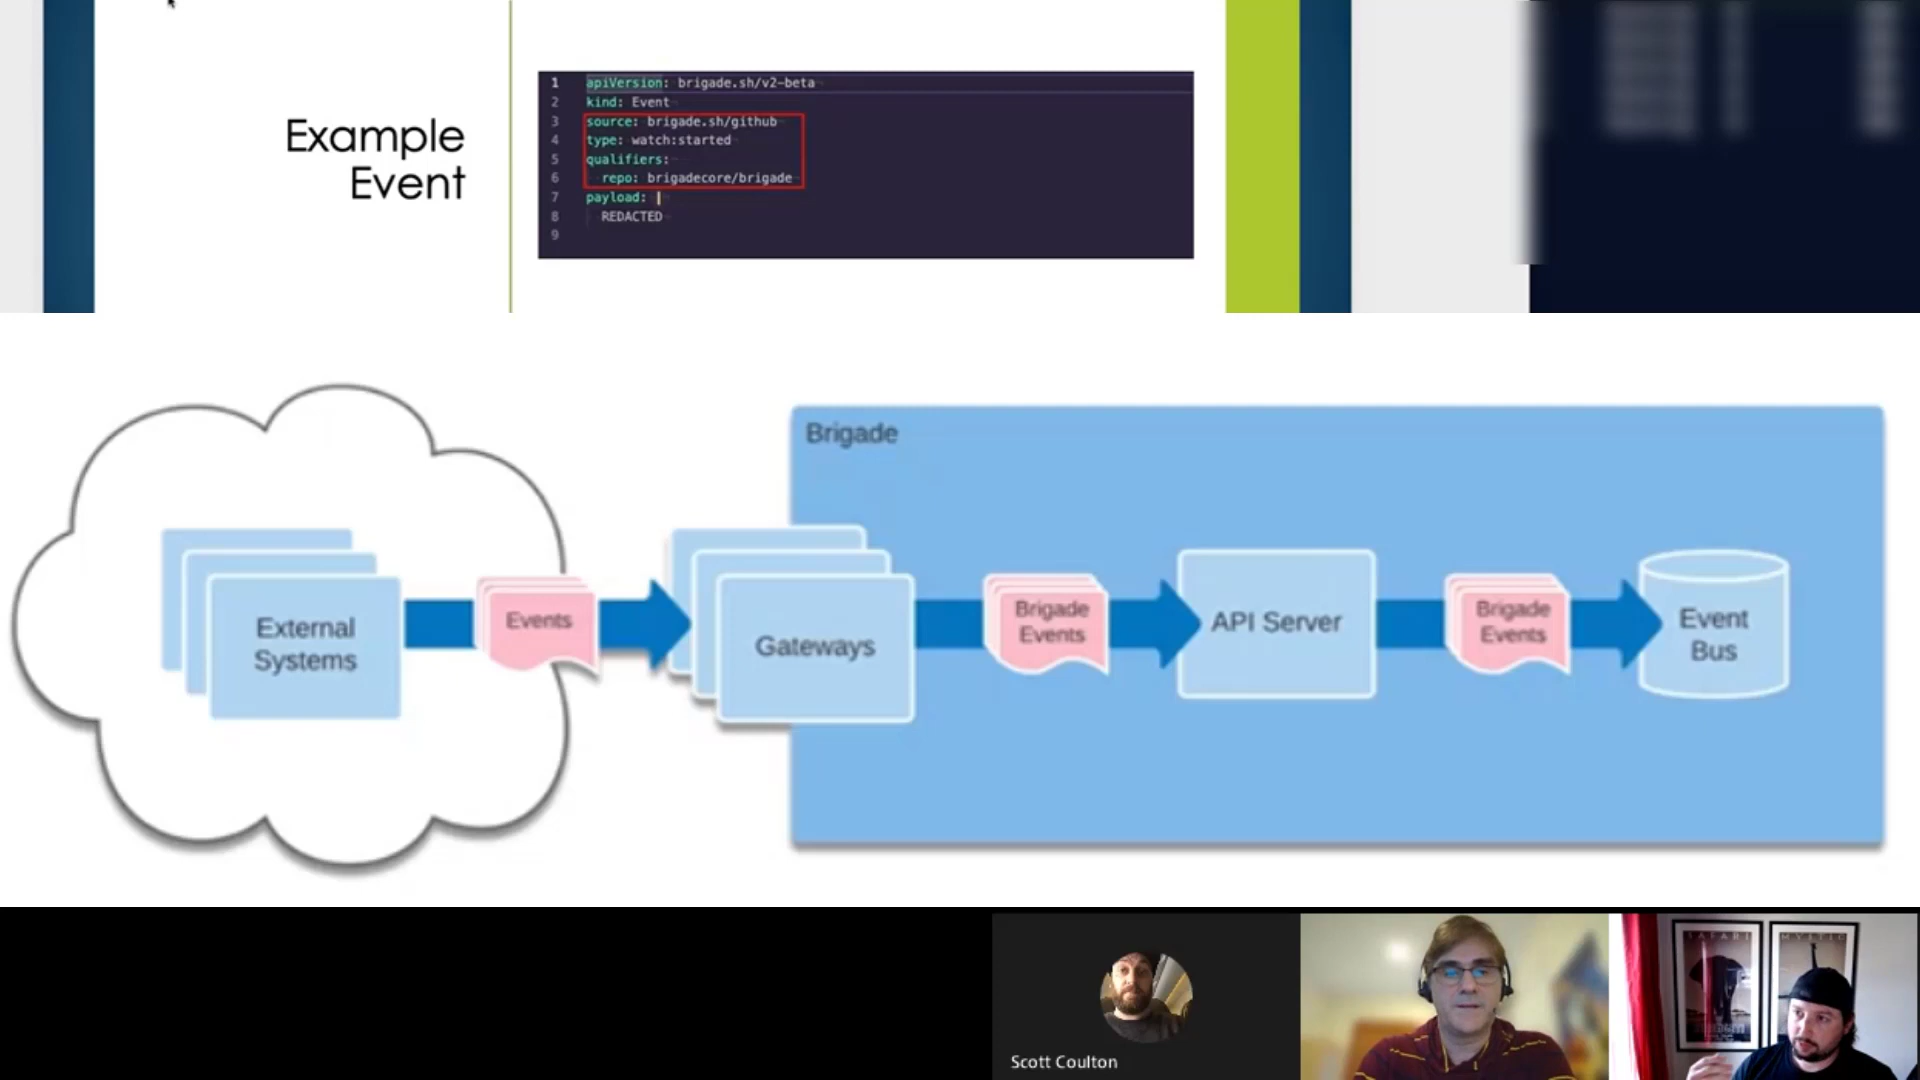 Example
Event
1 apiVersion: brigade.sh/v2-beta
2 kind: Event
3 source: brigade.sh/github
4 type: watch:started
5 qualifiers:
6 repo: brigadecore/brigade
7 payload: |
8 REDACTED
9
Brigade
External
Systems
Events
Gateways
Brigade
Events
API Server
Brigade
Events
Event
Bus
Scott Coulton
SAFARI
MYSTIC